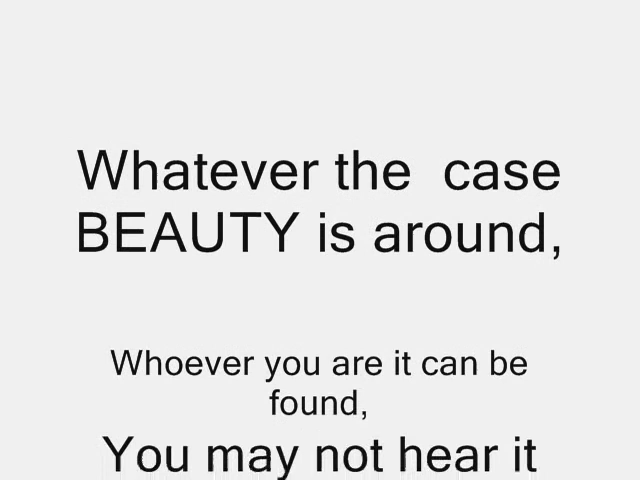 Whatever the  case
BEAUTY is around,
Whoever you are it can be
found,
You may not hear it